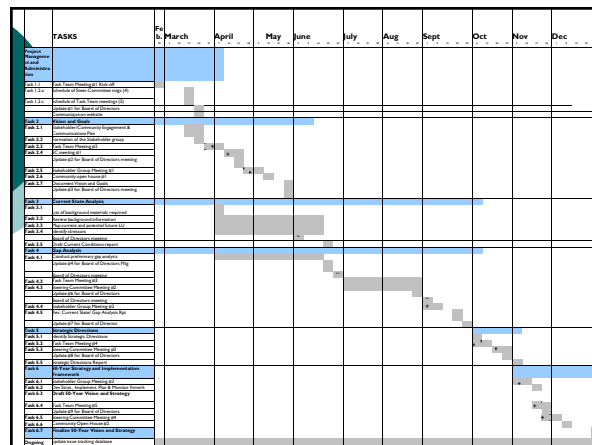 TASKS Fe b. March April May June July Aug Sept Oct Nov Dec
Project Manageme nt and Administra tion
Task 1.1 Task Team Meeting #1 Kick off
Task 1.2.a Schedule of Steer.Committee mtgs (4)
Task 1.2.c Schedule of Task Team meetings (5)
Update #1 for Board of Directors
Communique on website
Task 2 Vision and Goals
Task 2.1 Stakeholder/Community Engagement & Communications Plan
Task 2.2 Formation of the Stakeholder group
Task 2.3 Task Team Meeting #2
Task 2.4 SC meeting #1
Update #2 for Board of Directors meeting
Task 2.5 Stakeholder Group Meeting #1
Task 2.6 Community open house #1
Task 2.7 Document Vision and Goals
Update #3 for Board of Directors meeting
Task 3 Current State Analysis
Task 3.1
List of background materials required
Task 3.2 Review background information
Task 3.3 Map current and potential future LU
Task 3.4 Identify stressors
Board of Directors meeting
Task 3.5 Draft Current Conditions report
Task 4 Gap Analysis
Task 4.1 Conduct preliminary gap analysis
Update #4 for Board of Directors Mtg
Board of Directors meeting
Task 4.2 Task Team Meeting #3
Task 4.3 Steering Committee Meeting #2
Update #6 for Board of Directors
Board of Directors meeting
Task 4.4 Stakeholder Group Meeting #2
Task 4.5 Rev. Current State/ Gap Analysis Rpt
Update #7 for Board of Director
Task 5 Strategic Directions
Task 5.1 Identify Strategic Directions
Task 5.2 Task Team Meeting #4
Task 5.3 Steering Committee Meeting #3
Update #8 for Board of Directors
Task 5.5 Strategic Directions Report
Task 6 50-Year Strategy and Implementation Framework
Task 6.1 Stakeholder Group Meeting #3
Task 6.2 Dev Strat., Implement. Plan & Monitor fmwork
Task 6.3 Draft 50-Year Vision and Strategy
Task 6.4 Task Team Meeting #5
Update #9 for Board of Directors
Task 6.5 Steering Committee Meeting #4
Task 6.6 Community Open House #2
Task 6.7 Finalize 50-Year Vision and Strategy
Ongoing update issue tracking database